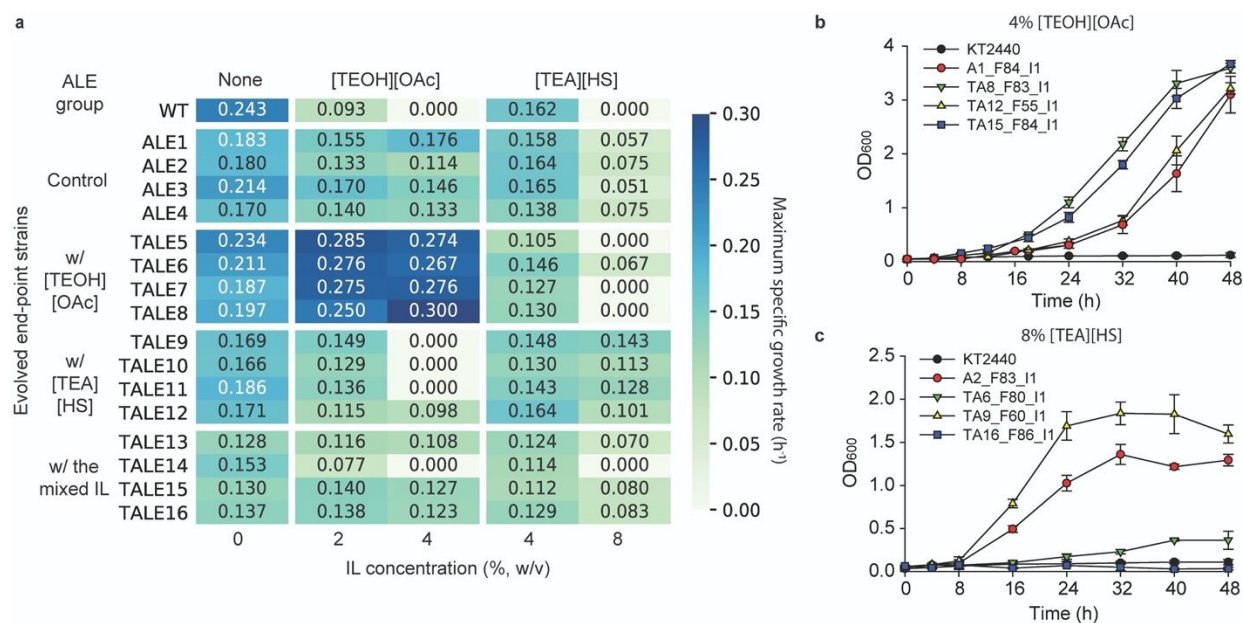 a
ALE group
None
[TEOH][OAc]
[TEA][HS]
WT 0.243 0.093 0.000 0.162 0.000
Control
ALE1 0.183 0.155 0.176 0.158 0.057
ALE2 0.180 0.133 0.114 0.164 0.075
ALE3 0.214 0.170 0.146 0.165 0.051
ALE4 0.170 0.140 0.133 0.138 0.075
w/ [TEOH] [OAc]
TALE5 0.234 0.285 0.274 0.105 0.000
TALE6 0.211 0.276 0.267 0.146 0.067
TALE7 0.187 0.275 0.276 0.127 0.000
TALE8 0.197 0.250 0.300 0.130 0.000
w/ [TEA] [HS]
TALE9 0.169 0.149 0.000 0.148 0.143
TALE10 0.166 0.129 0.000 0.130 0.113
TALE11 0.186 0.136 0.000 0.143 0.128
TALE12 0.171 0.115 0.098 0.164 0.101
w/ the mixed IL
TALE13 0.128 0.116 0.108 0.124 0.070
TALE14 0.153 0.077 0.000 0.114 0.000
TALE15 0.130 0.140 0.127 0.112 0.080
TALE16 0.137 0.138 0.123 0.129 0.083
0 2 4 4 8
IL concentration (%, w/v)
Evolved end-point strains
0.30
0.25
0.20
0.15
0.10
0.05
0.00
Maximum specific growth rate (h⁻¹)
b
4% [TEOH][OAc]
KT2440
A1_F84_I1
TA8_F83_I1
TA12_F55_I1
TA15_F84_I1
4
3
2
1
0
OD600
0 8 16 24 32 40 48
Time (h)
c
8% [TEA][HS]
KT2440
A2_F83_I1
TA6_F80_I1
TA9_F60_I1
TA16_F86_I1
2.5
2.0
1.5
1.0
0.5
0.0
OD600
0 8 16 24 32 40 48
Time (h)